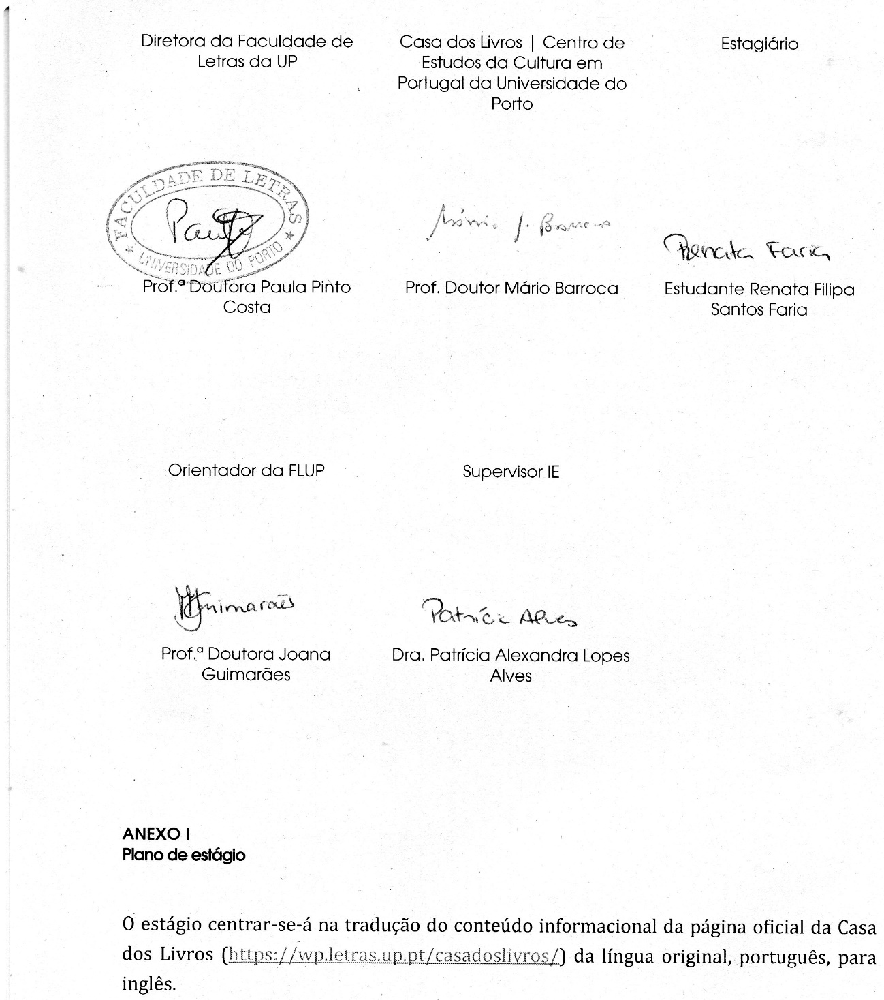 Diretora da Faculdade de
Letras da UP
Casa dos Livros | Centro de
Estudos da Cultura em
Portugal da Universidade do
Porto
Estagiário
FACULDADE DE LETRAS
UNIVERSIDADE DO PORTO
Prof.ª Doutora Paula Pinto
Costa
Mário J. Barroca
Prof. Doutor Mário Barroca
Renata Faria
Estudante Renata Filipa
Santos Faria
Orientador da FLUP
Supervisor IE
Guimarães
Prof.ª Doutora Joana
Guimarães
Patrícia Alves
Dra. Patrícia Alexandra Lopes
Alves
ANEXO I
Plano de estágio
O estágio centrar-se-á na tradução do conteúdo informacional da página oficial da Casa
dos Livros (https://wp.letras.up.pt/casadoslivros/) da língua original, português, para
inglês.